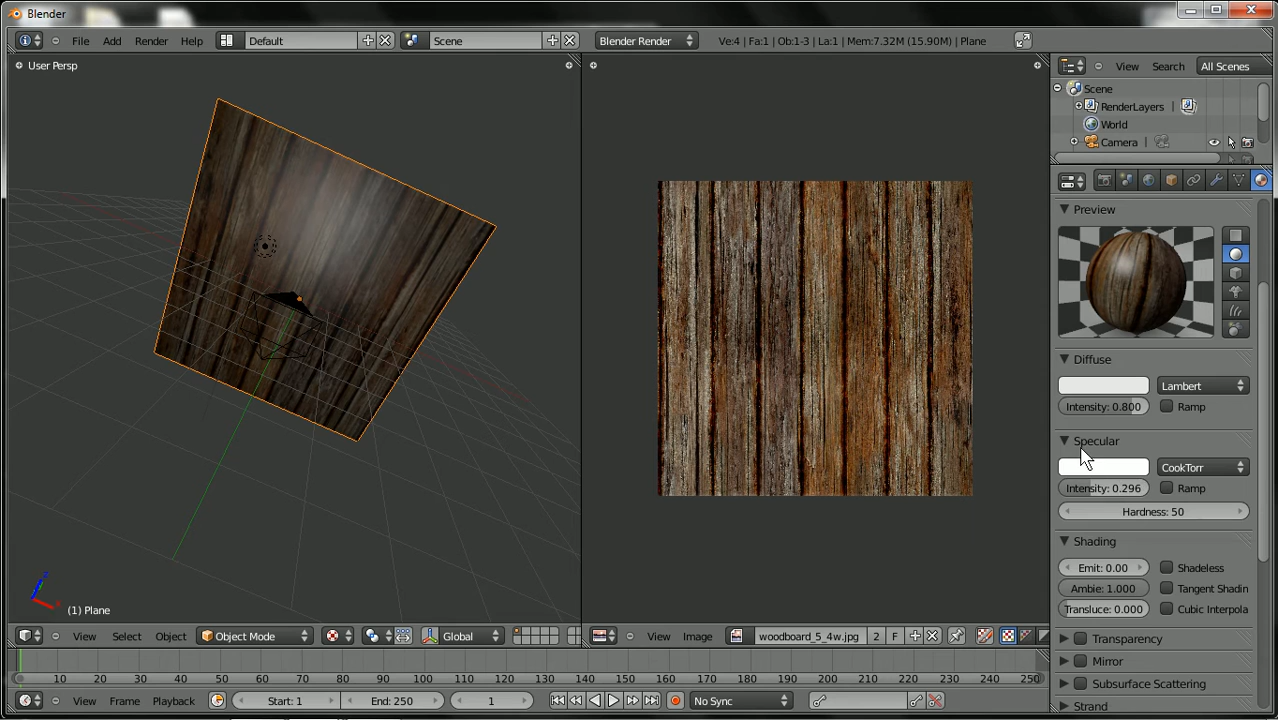 Blender
File Add Render Help Default Scene Blender Render Ve:4 | Fa:1 | Ob:1-3 | La:1 | Mem:7.32M (15.90M) | Plane
User Persp
View Search All Scenes
Scene
RenderLayers
World
Camera
Preview
Diffuse
Lambert
Intensity: 0.800 Ramp
Specular
CookTorr
Intensity: 0.296 Ramp
Hardness: 50
Shading
Emit: 0.00 Shadeless
Ambie: 1.000 Tangent Shadin
Transluce: 0.000 Cubic Interpola
Transparency
Mirror
Subsurface Scattering
Strand
(1) Plane
View Select Object Object Mode Global
View Image woodboard_5_4w.jpg 2 F
10 20 30 40 50 60 70 80 90 100 110 120 130 140 150 160 170 180 190 200 210 220 230 240 250
View Frame Playback Start: 1 End: 250 1 No Sync